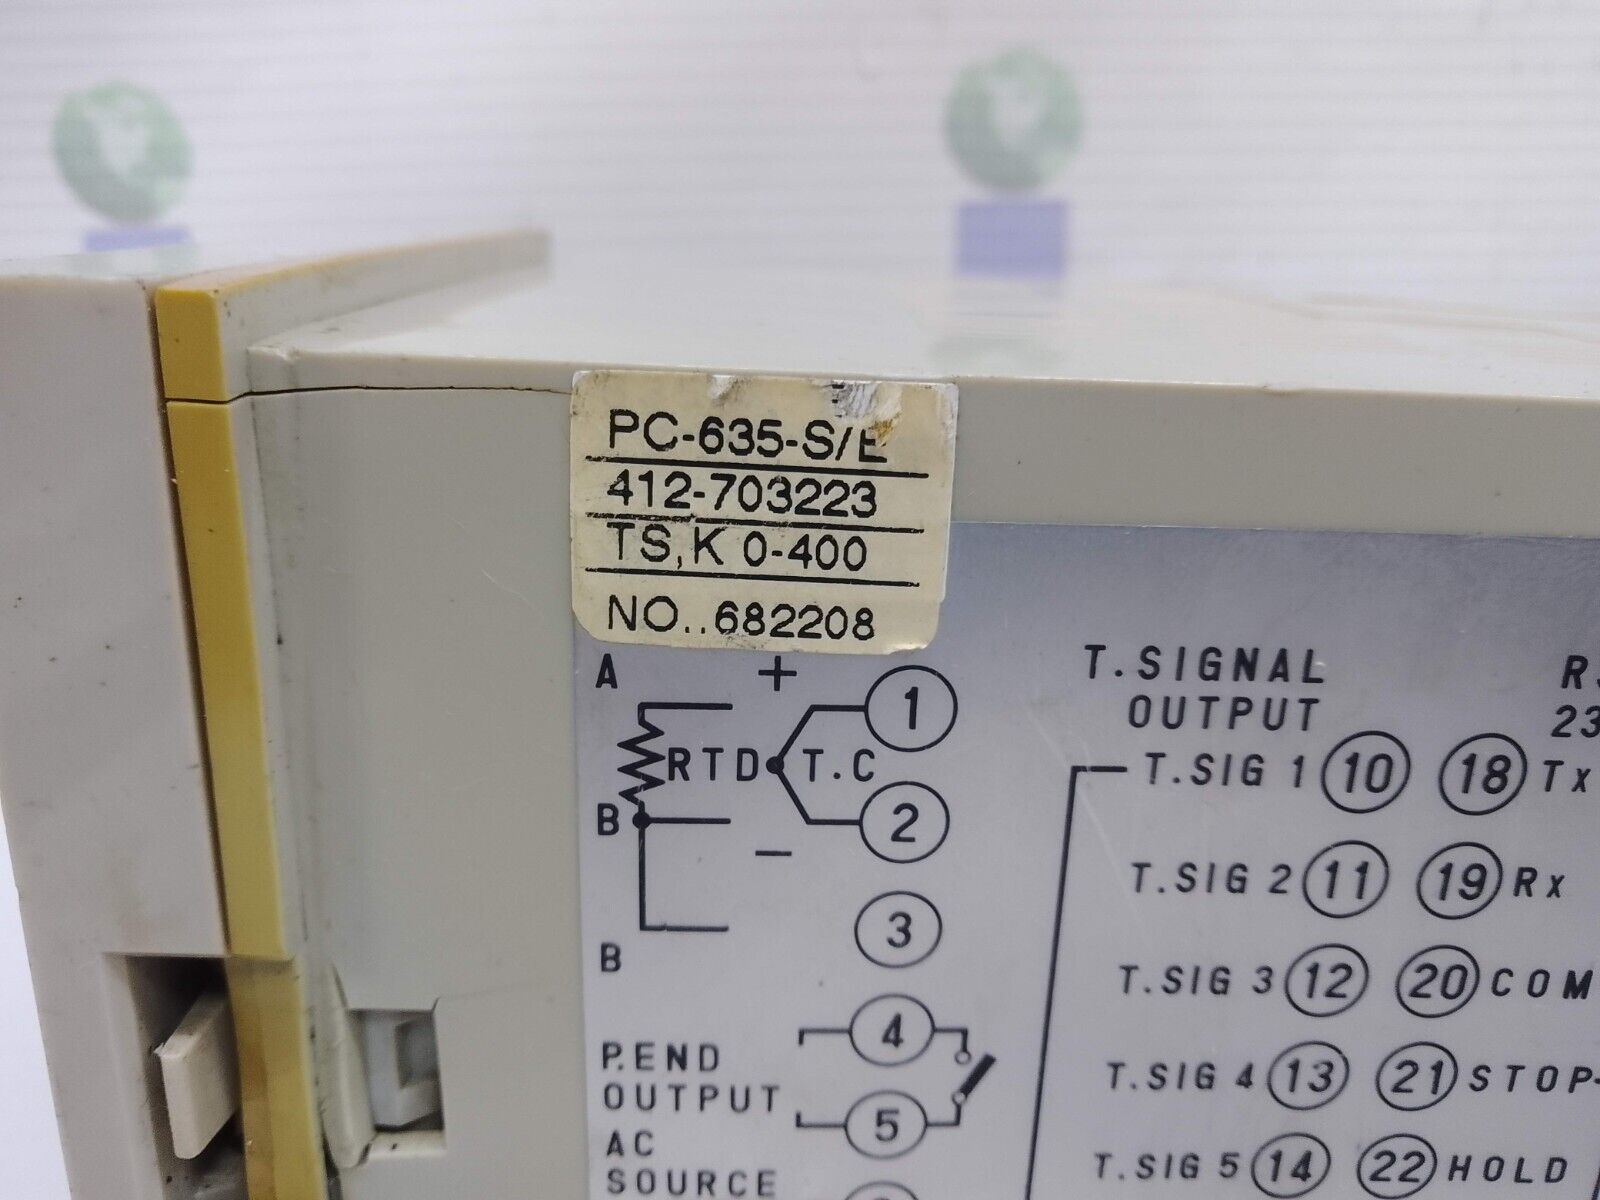 PC-635-S/E
412-703223
TS,K 0-400
NO..682208
A + 1
RTD T.C
B - 2
3
B
4
P.END
OUTPUT
5
AC
SOURCE
T.SIGNAL
OUTPUT
T.SIG 1 10 18 Tx
T.SIG 2 11 19 Rx
T.SIG 3 12 20 COM
T.SIG 4 13 21 STOP-
T.SIG 5 14 22 HOLD